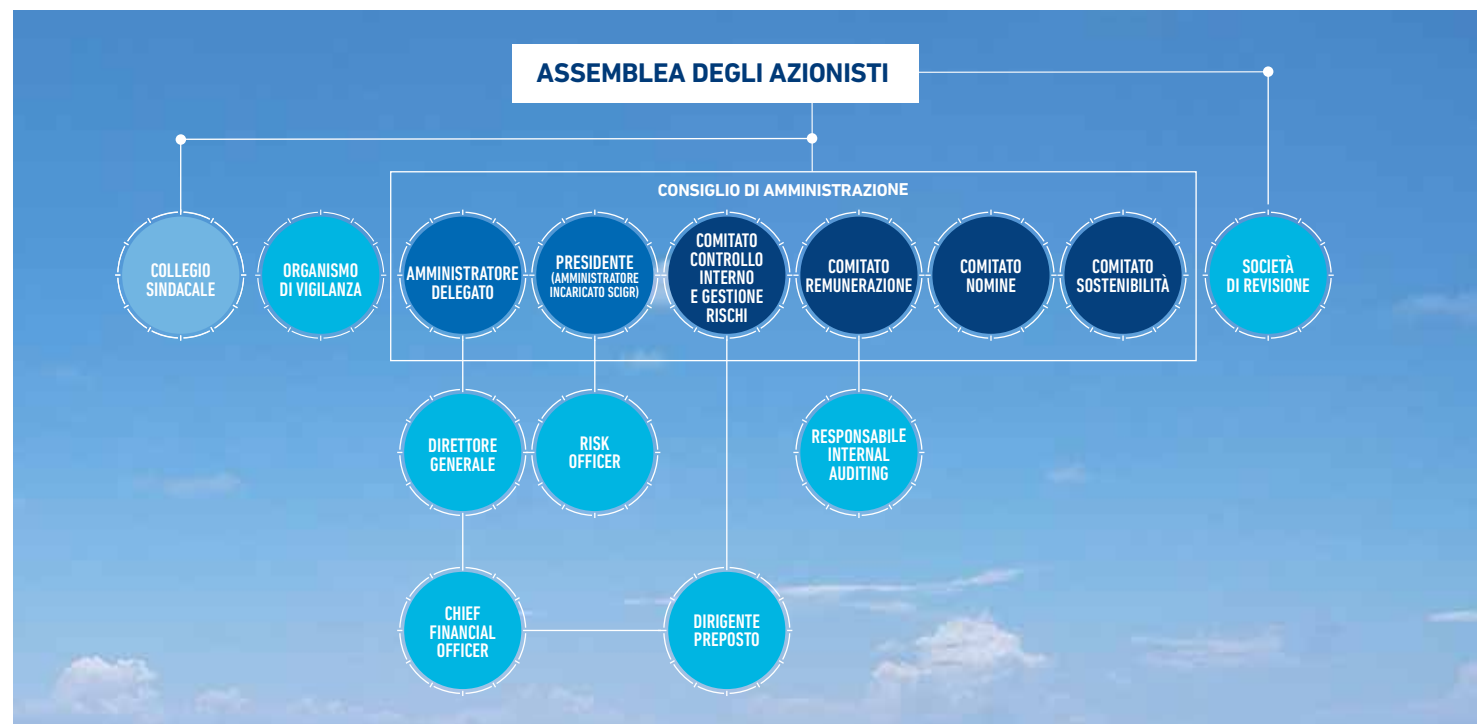 ASSEMBLEA DEGLI AZIONISTI
CONSIGLIO DI AMMINISTRAZIONE
COLLEGIO
SINDACALE
ORGANISMO
DI VIGILANZA
AMMINISTRATORE
DELEGATO
PRESIDENTE
(AMMINISTRATORE
INCARICATO SCIGR)
COMITATO
CONTROLLO
INTERNO
E GESTIONE
RISCHI
COMITATO
REMUNERAZIONE
COMITATO
NOMINE
COMITATO
SOSTENIBILITÀ
SOCIETÀ
DI REVISIONE
DIRETTORE
GENERALE
RISK
OFFICER
RESPONSABILE
INTERNAL
AUDITING
CHIEF
FINANCIAL
OFFICER
DIRIGENTE
PREPOSTO